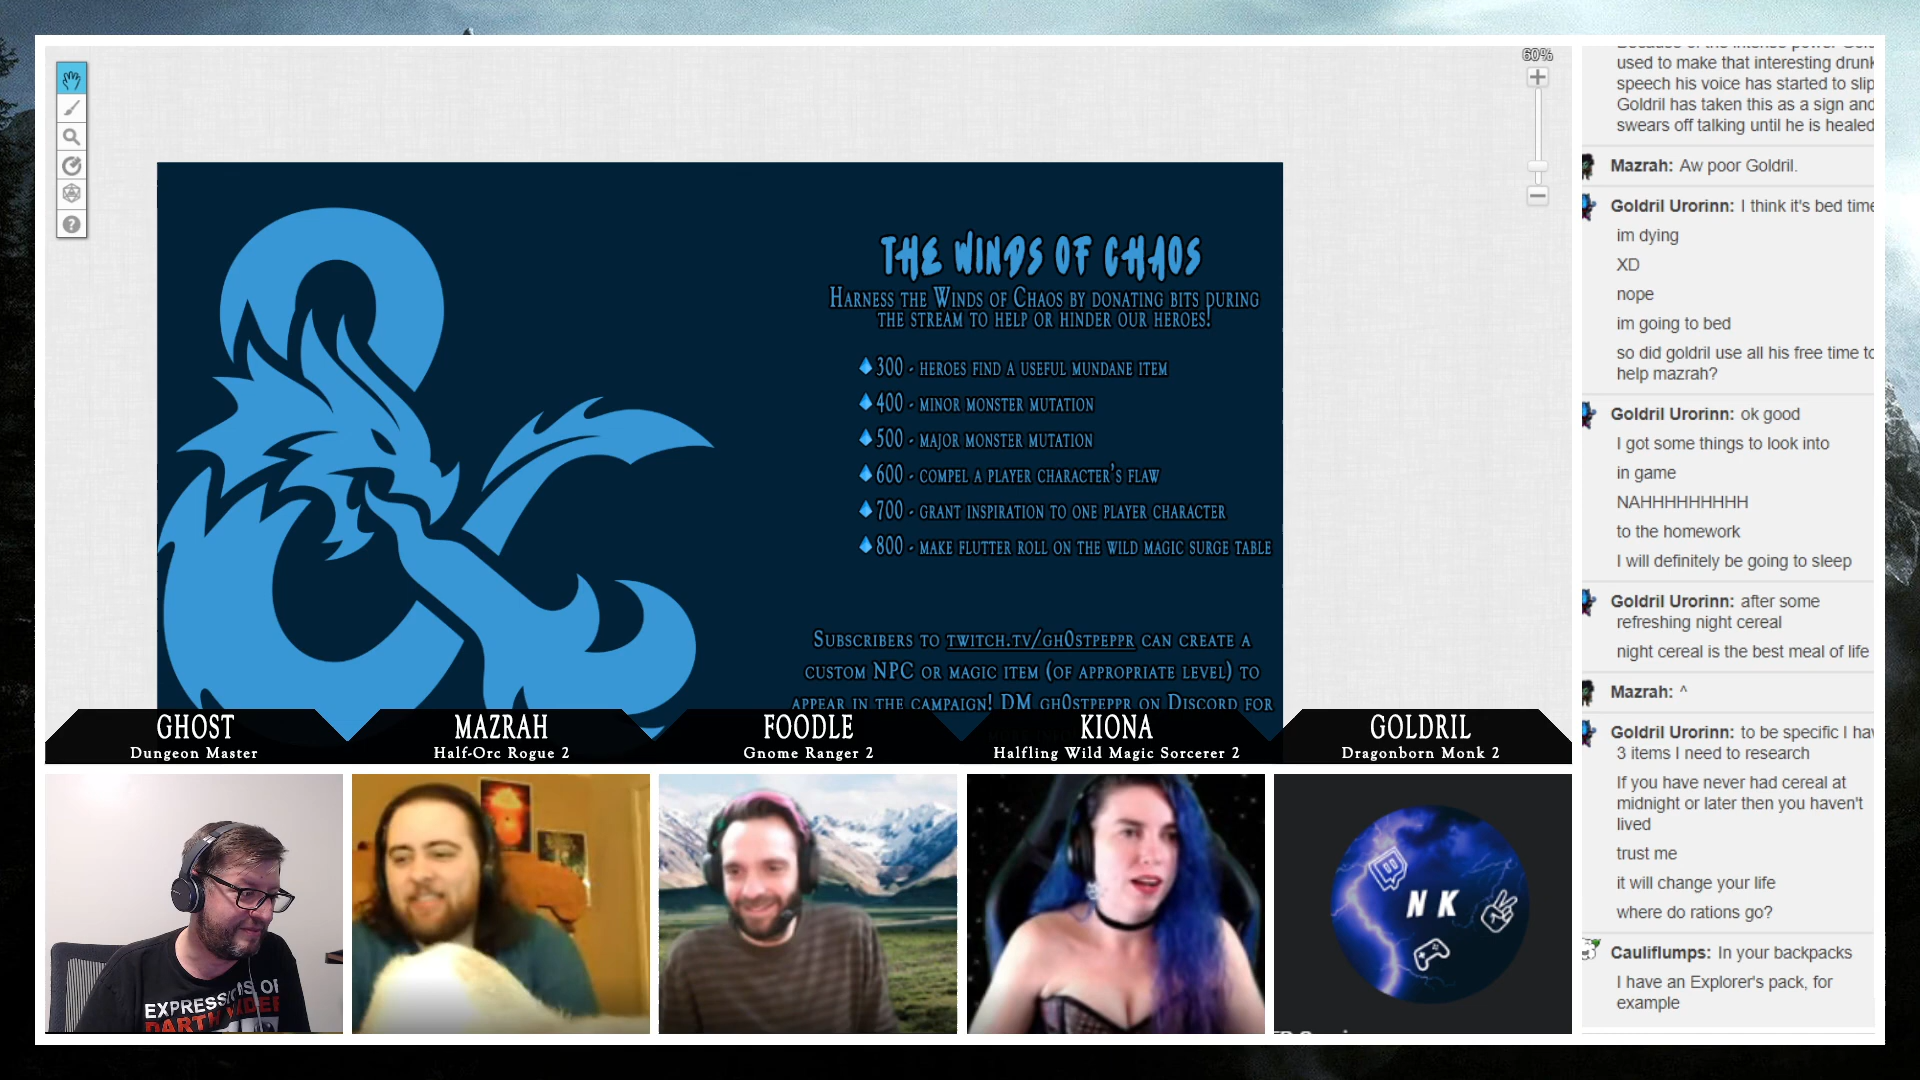 60%
THE WINDS OF CHAOS
HARNESS THE WINDS OF CHAOS BY DONATING BITS DURING
THE STREAM TO HELP OR HINDER OUR HEROES!
300 - HEROES FIND A USEFUL MUNDANE ITEM
400 - MINOR MONSTER MUTATION
500 - MAJOR MONSTER MUTATION
600 - COMPEL A PLAYER CHARACTER'S FLAW
700 - GRANT INSPIRATION TO ONE PLAYER CHARACTER
800 - MAKE FLUTTER ROLL ON THE WILD MAGIC SURGE TABLE
SUBSCRIBERS TO TWITCH.TV/GH0STPEPPR CAN CREATE A
CUSTOM NPC OR MAGIC ITEM (OF APPROPRIATE LEVEL) TO
APPEAR IN THE CAMPAIGN! DM GH0STPEPPR ON DISCORD FOR
GHOST
Dungeon Master
MAZRAH
Half-Orc Rogue 2
FOODLE
Gnome Ranger 2
KIONA
Halfling Wild Magic Sorcerer 2
GOLDRIL
Dragonborn Monk 2
EXPRESSIONS OF
DARTH VADER
N K
used to make that interesting drunk
speech his voice has started to slip
Goldril has taken this as a sign and
swears off talking until he is healed
Mazrah: Aw poor Goldril.
Goldril Urorinn: I think it's bed time
im dying
XD
nope
im going to bed
so did goldril use all his free time to
help mazrah?
Goldril Urorinn: ok good
I got some things to look into
in game
NAHHHHHHHHH
to the homework
I will definitely be going to sleep
Goldril Urorinn: after some
refreshing night cereal
night cereal is the best meal of life
Mazrah: ^
Goldril Urorinn: to be specific I hav
3 items I need to research
If you have never had cereal at
midnight or later then you haven't
lived
trust me
it will change your life
where do rations go?
Cauliflumps: In your backpacks
I have an Explorer's pack, for
example